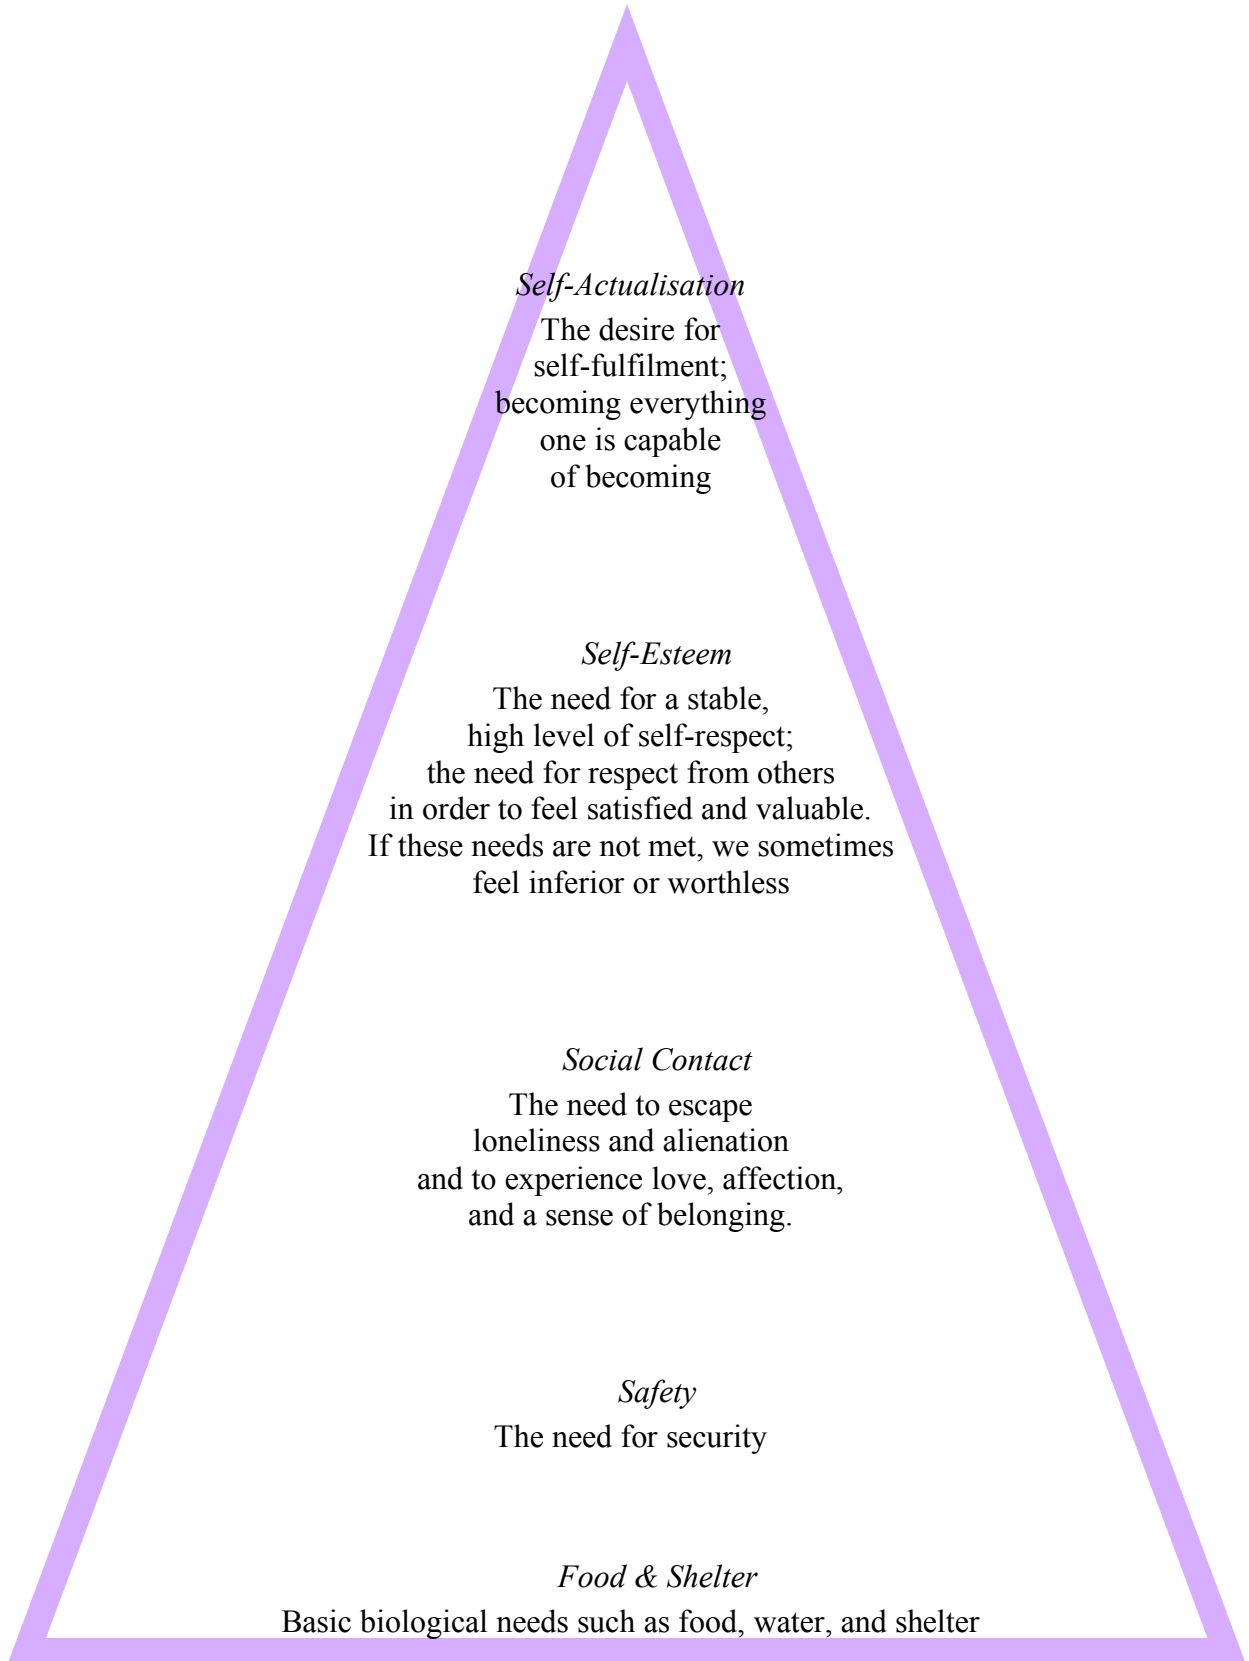 Self-Actualisation
The desire for
self-fulfilment;
becoming everything
one is capable
of becoming
Self-Esteem
The need for a stable,
high level of self-respect;
the need for respect from others
in order to feel satisfied and valuable.
If these needs are not met, we sometimes
feel inferior or worthless
Social Contact
The need to escape
loneliness and alienation
and to experience love, affection,
and a sense of belonging.
Safety
The need for security
Food & Shelter
Basic biological needs such as food, water, and shelter